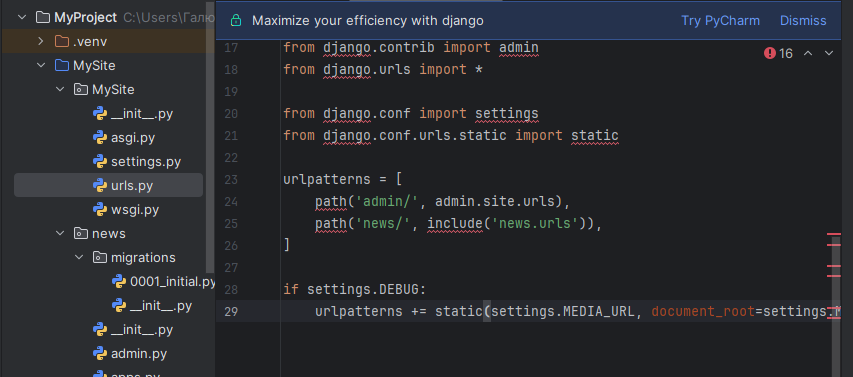 MyProject C:\Users\Галю
.venv
MySite
MySite
__init__.py
asgi.py
settings.py
urls.py
wsgi.py
news
migrations
0001_initial.py
__init__.py
__init__.py
admin.py
apps.py
Maximize your efficiency with django Try PyCharm Dismiss
16
17 from django.contrib import admin
18 from django.urls import *
19
20 from django.conf import settings
21 from django.conf.urls.static import static
22
23 urlpatterns = [
24 path('admin/', admin.site.urls),
25 path('news/', include('news.urls')),
26 ]
27
28 if settings.DEBUG:
29 urlpatterns += static(settings.MEDIA_URL, document_root=settings.M